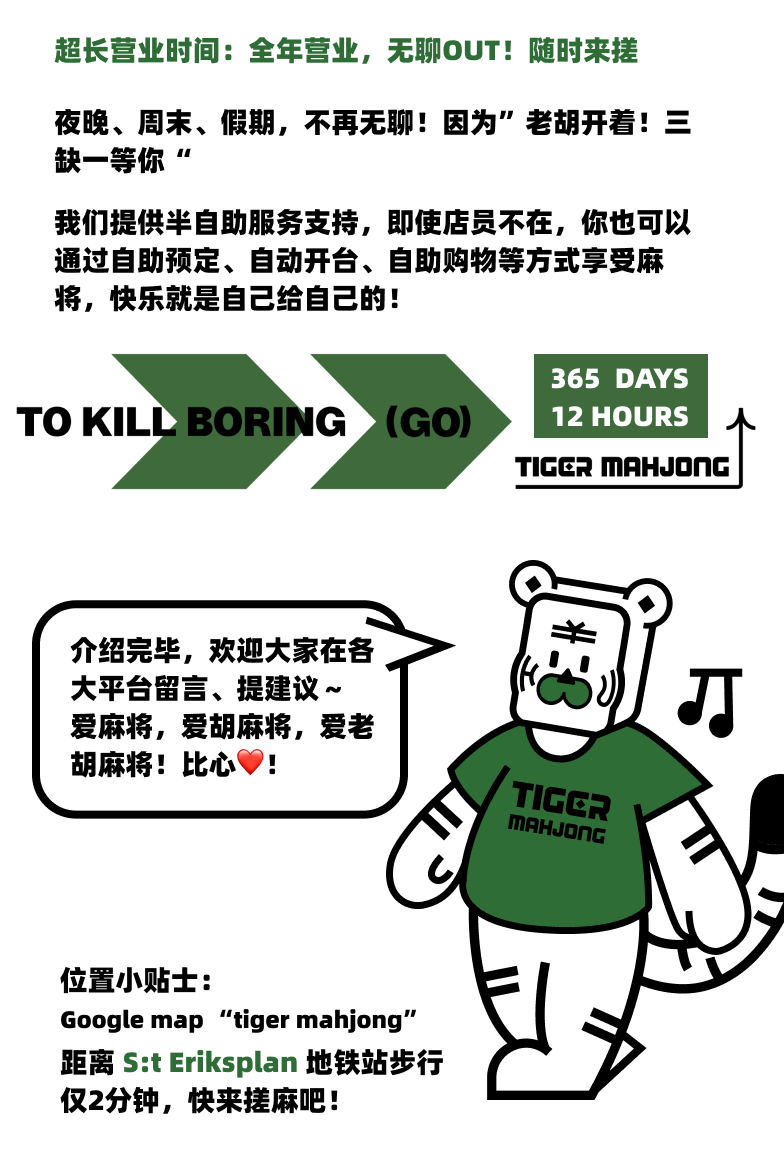 超长营业时间：全年营业，无聊OUT！随时来搓
夜晚、周末、假期，不再无聊！因为”老胡开着！三
缺一等你“
我们提供半自助服务支持，即使店员不在，你也可以
通过自助预定、自动开台、自助购物等方式享受麻
将，快乐就是自己给自己的！
TO KILL BORING (GO)
365 DAYS
12 HOURS
TIGER MAHJONG
介绍完毕，欢迎大家在各
大平台留言、提建议～
爱麻将，爱胡麻将，爱老
胡麻将！比心❤️！
TIGER
MAHJONG
位置小贴士：
Google map “tiger mahjong”
距离 S:t Eriksplan 地铁站步行
仅2分钟，快来搓麻吧！